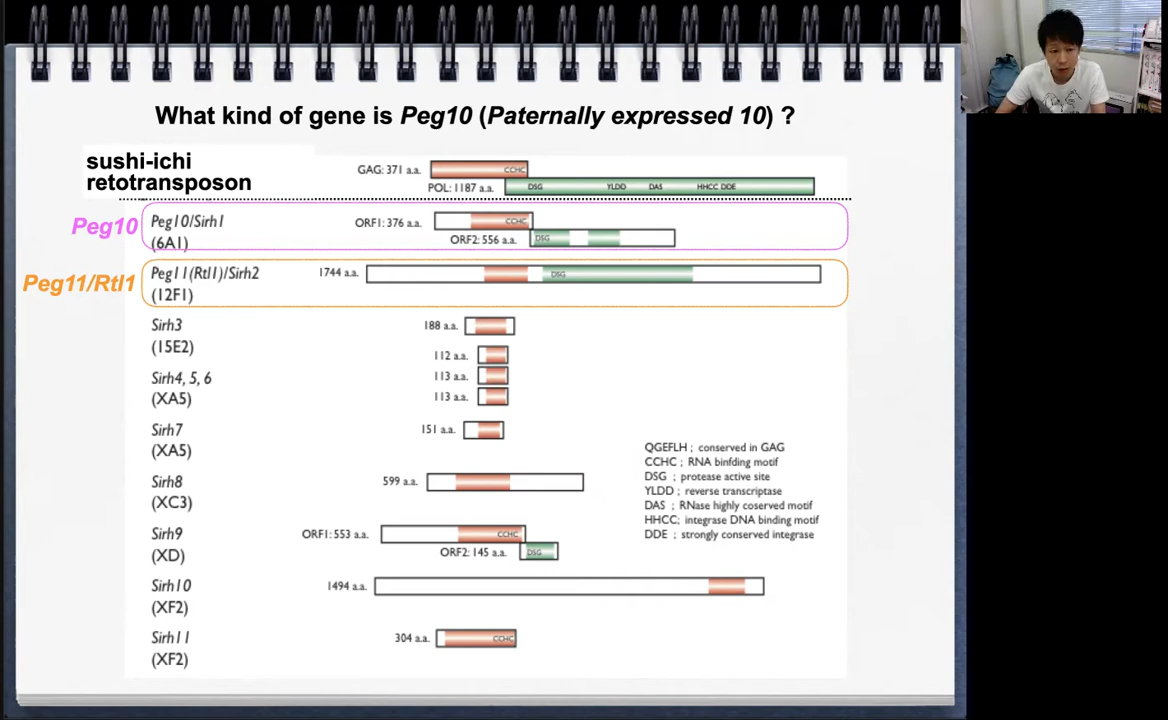 What kind of gene is Peg10 (Paternally expressed 10) ?
sushi-ichi
retotransposon
GAG: 371 a.a.
CCHC
POL: 1187 a.a.
DSG YLDD DAS HHCC DDE
Peg10
Peg10/Sirh1
(6A1)
ORF1: 376 a.a.
CCHC
ORF2: 556 a.a.
DSG
Peg11/Rtl1
Peg11(Rtl1)/Sirh2
(12F1)
1744 a.a.
DSG
Sirh3
(15E2)
188 a.a.
112 a.a.
Sirh4, 5, 6
(XA5)
113 a.a.
113 a.a.
Sirh7
(XA5)
151 a.a.
QGEFLH ; conserved in GAG
CCHC ; RNA binfding motif
DSG ; protease active site
YLDD ; reverse transcriptase
DAS ; RNase highly coserved motif
HHCC; integrase DNA binding motif
DDE ; strongly conserved integrase
Sirh8
(XC3)
599 a.a.
Sirh9
(XD)
ORF1: 553 a.a.
CCHC
ORF2: 145 a.a.
DSG
Sirh10
(XF2)
1494 a.a.
Sirh11
(XF2)
304 a.a.
CCHC